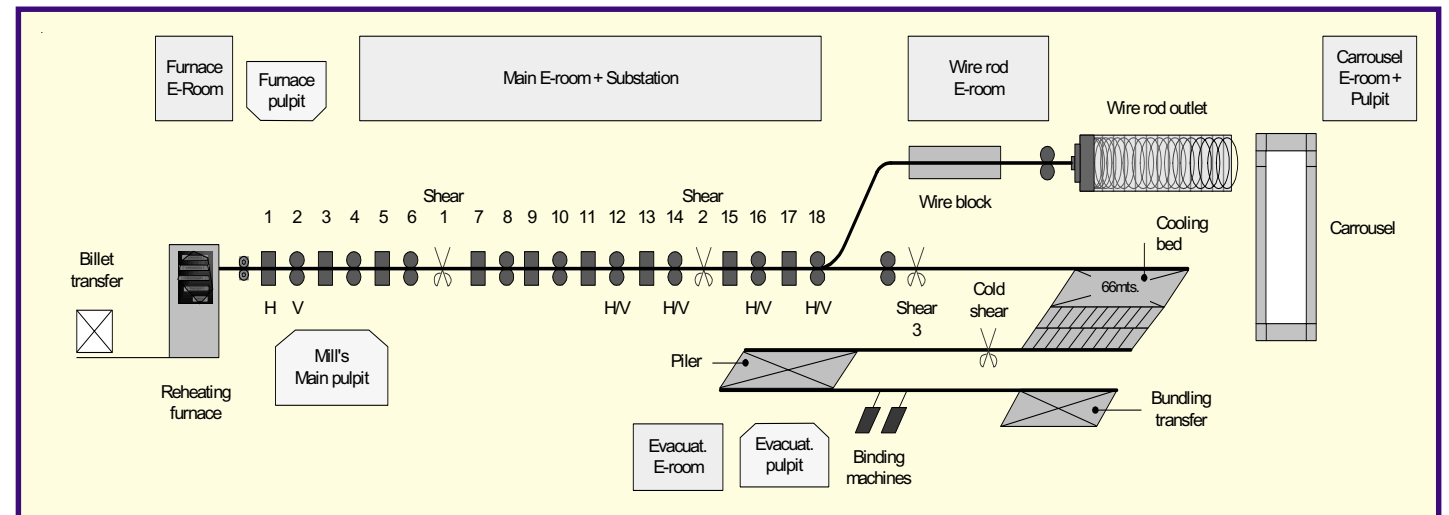 Furnace
E-Room
Furnace
pulpit
Main E-room + Substation
Wire rod
E-room
Carrousel
E-room +
Pulpit
Wire rod outlet
Wire block
Shear
Shear
1 2 3 4 5 6 1 7 8 9 10 11 12 13 14 2 15 16 17 18
Billet
transfer
H V H/V H/V H/V H/V
Reheating
furnace
Mill's
Main pulpit
Shear
3
Cold
shear
Cooling
bed
66mts.
Carrousel
Piler
Bundling
transfer
Evacuat.
E-room
Evacuat.
pulpit
Binding
machines